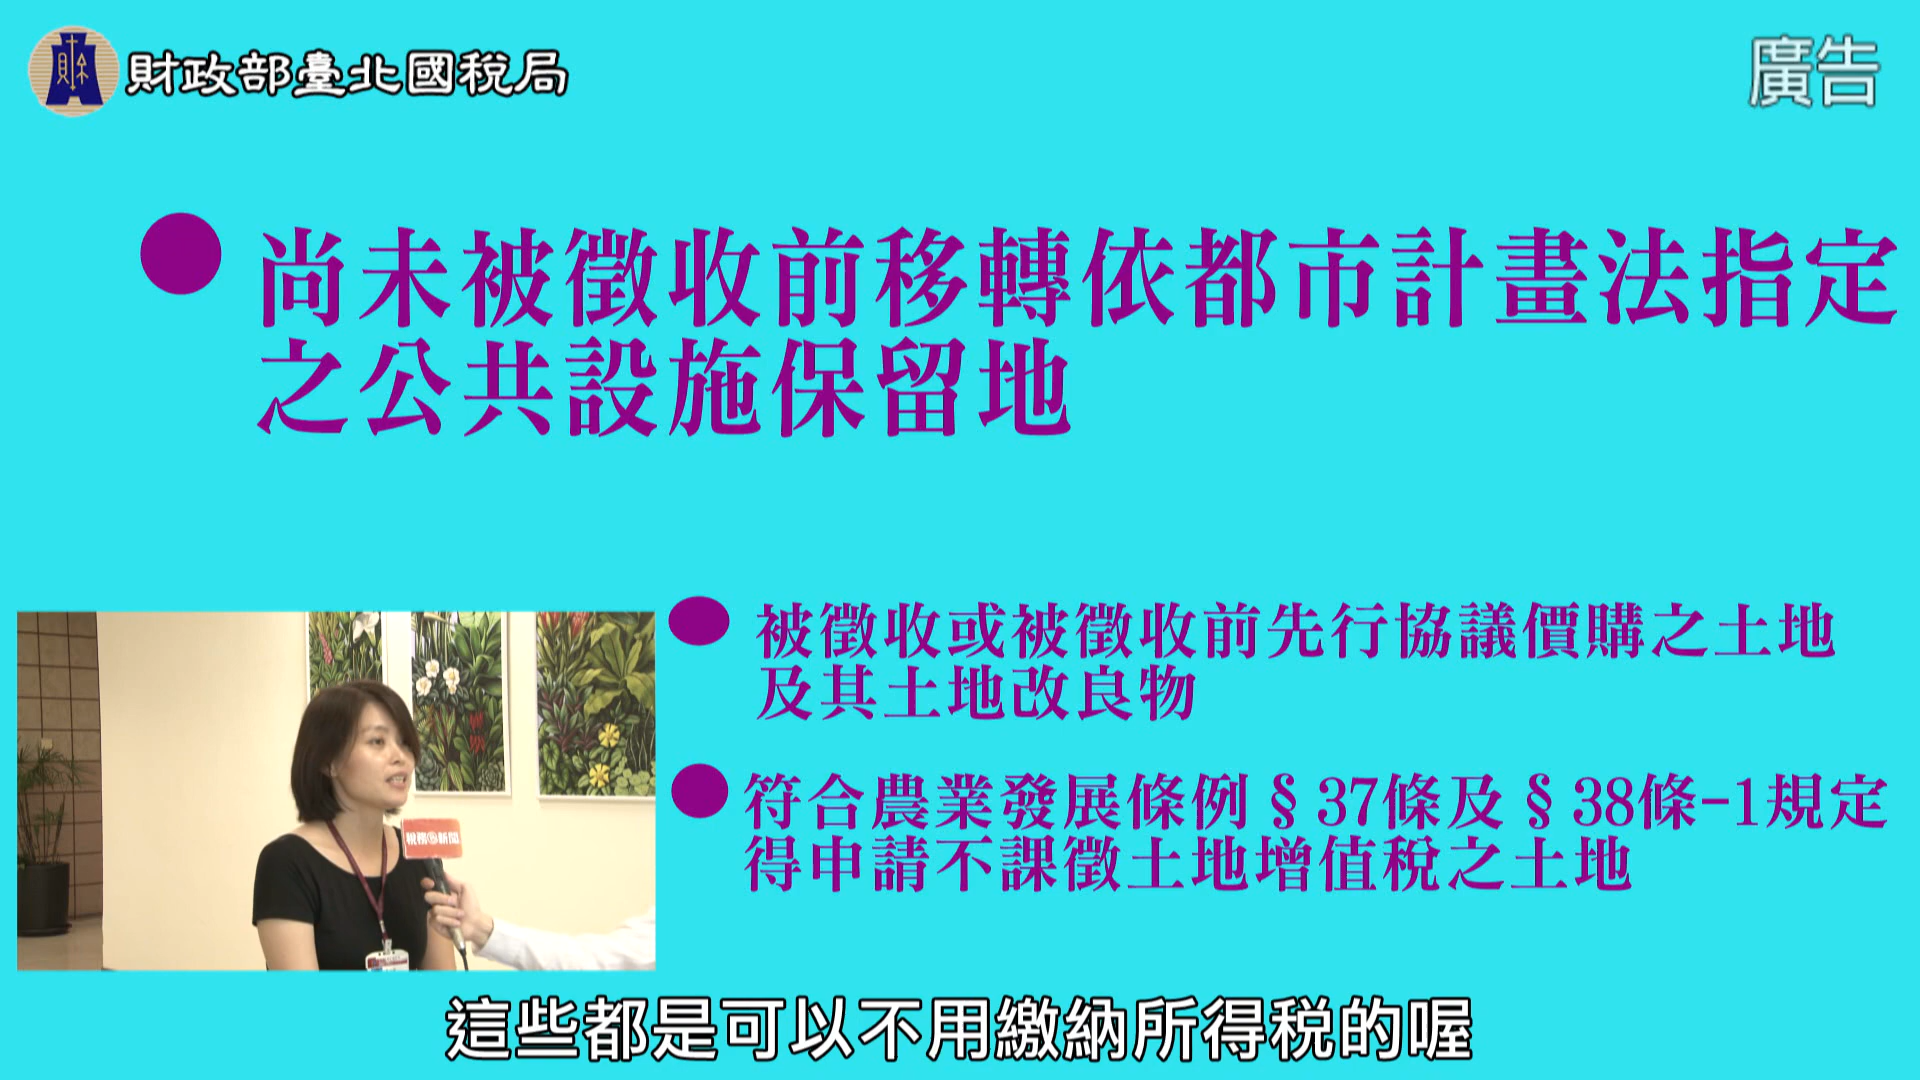 財政部臺北國稅局
廣告
尚未被徵收前移轉依都市計畫法指定
之公共設施保留地
被徵收或被徵收前先行協議價購之土地
及其土地改良物
符合農業發展條例§37條及§38條-1規定
得申請不課徵土地增值稅之土地
稅務新聞
這些都是可以不用繳納所得稅的喔